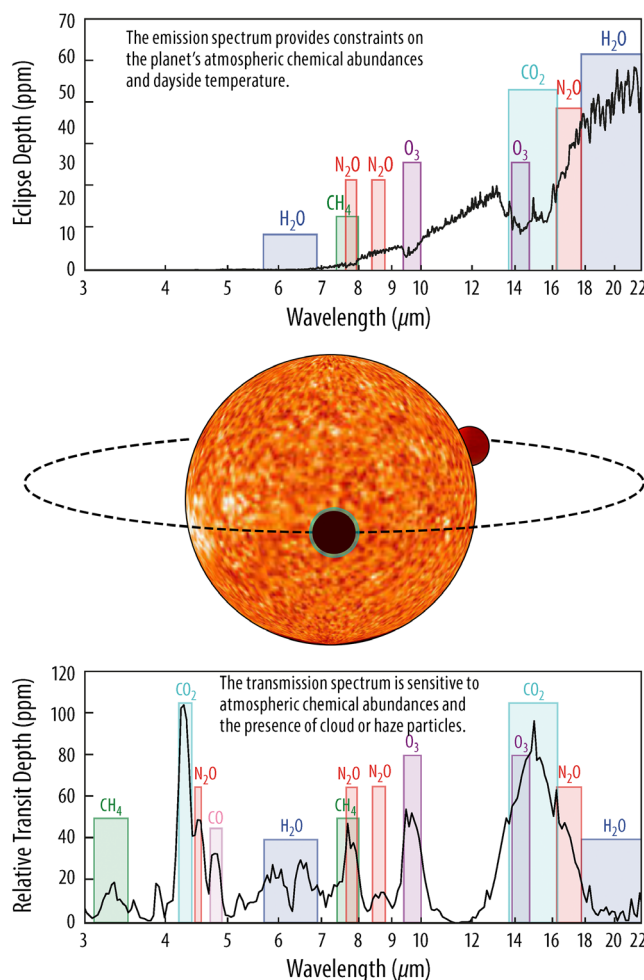 70
60
50
40
30
20
10
0
Eclipse Depth (ppm)
The emission spectrum provides constraints on
the planet's atmospheric chemical abundances
and dayside temperature.
H₂O
CO₂
N₂O
O₃
O₃
N₂O
N₂O
CH₄
H₂O
3 4 5 6 7 8 9 10 12 14 16 18 20 22
Wavelength (μm)
120
100
80
60
40
20
0
Relative Transit Depth (ppm)
The transmission spectrum is sensitive to
atmospheric chemical abundances and
the presence of cloud or haze particles.
CO₂
CO₂
O₃
O₃
N₂O
N₂O
N₂O
N₂O
CH₄
CH₄
CO
H₂O
H₂O
3 4 5 6 7 8 9 10 12 14 16 18 20 22
Wavelength (μm)